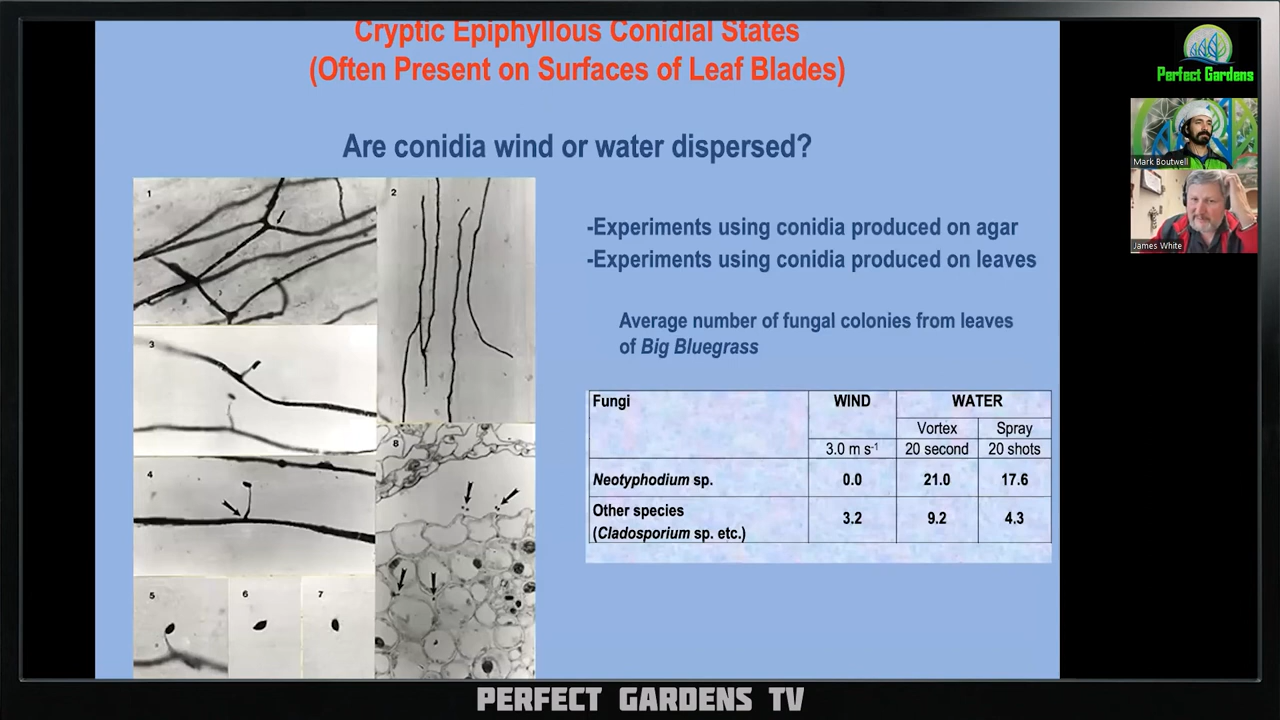 Cryptic Epiphyllous Conidial States
(Often Present on Surfaces of Leaf Blades)
Are conidia wind or water dispersed?
-Experiments using conidia produced on agar
-Experiments using conidia produced on leaves
Average number of fungal colonies from leaves
of Big Bluegrass
Fungi WIND WATER
Vortex Spray
3.0 m s-1 20 second 20 shots
Neotyphodium sp. 0.0 21.0 17.6
Other species
(Cladosporium sp. etc.) 3.2 9.2 4.3
1
2
3
4
5
6
7
8
Perfect Gardens
Mark Boutwell
James White
PERFECT GARDENS TV